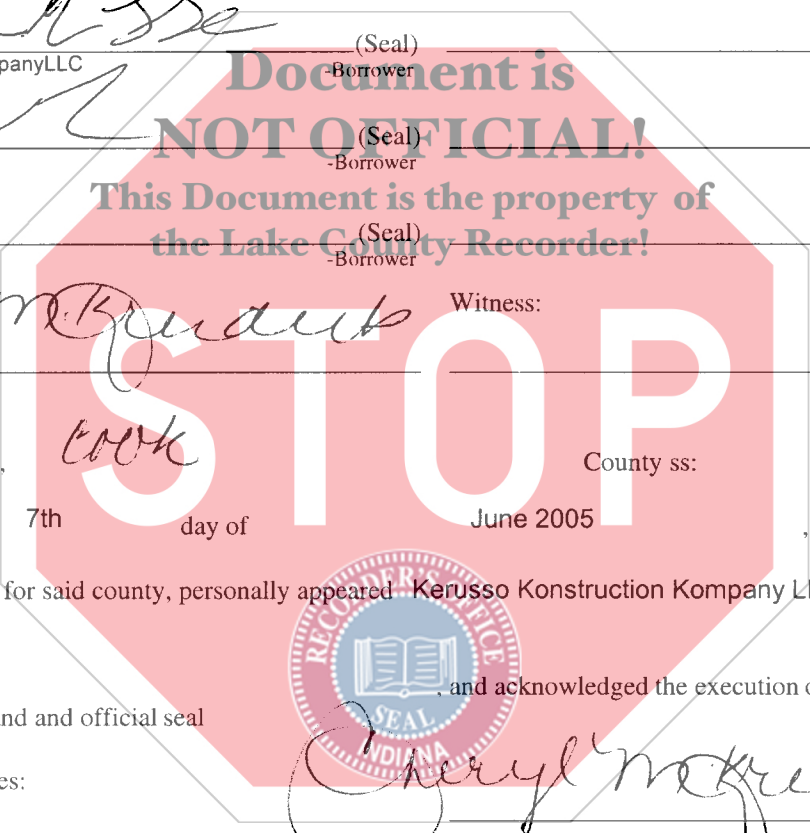 (Seal)
panyLLC
-Borrower
Document is
NOT OFFICIAL!
(Seal)
-Borrower
This Document is the property of
the Lake County Recorder!
(Seal)
-Borrower
Witness:
STOP
, Cook
County ss:
7th day of June 2005 ,
for said county, personally appeared Kerusso Konstruction Kompany L
RECORDER'S OFFICE
SEAL
INDIANA
, and acknowledged the execution
nd and official seal
Cheryl
es: